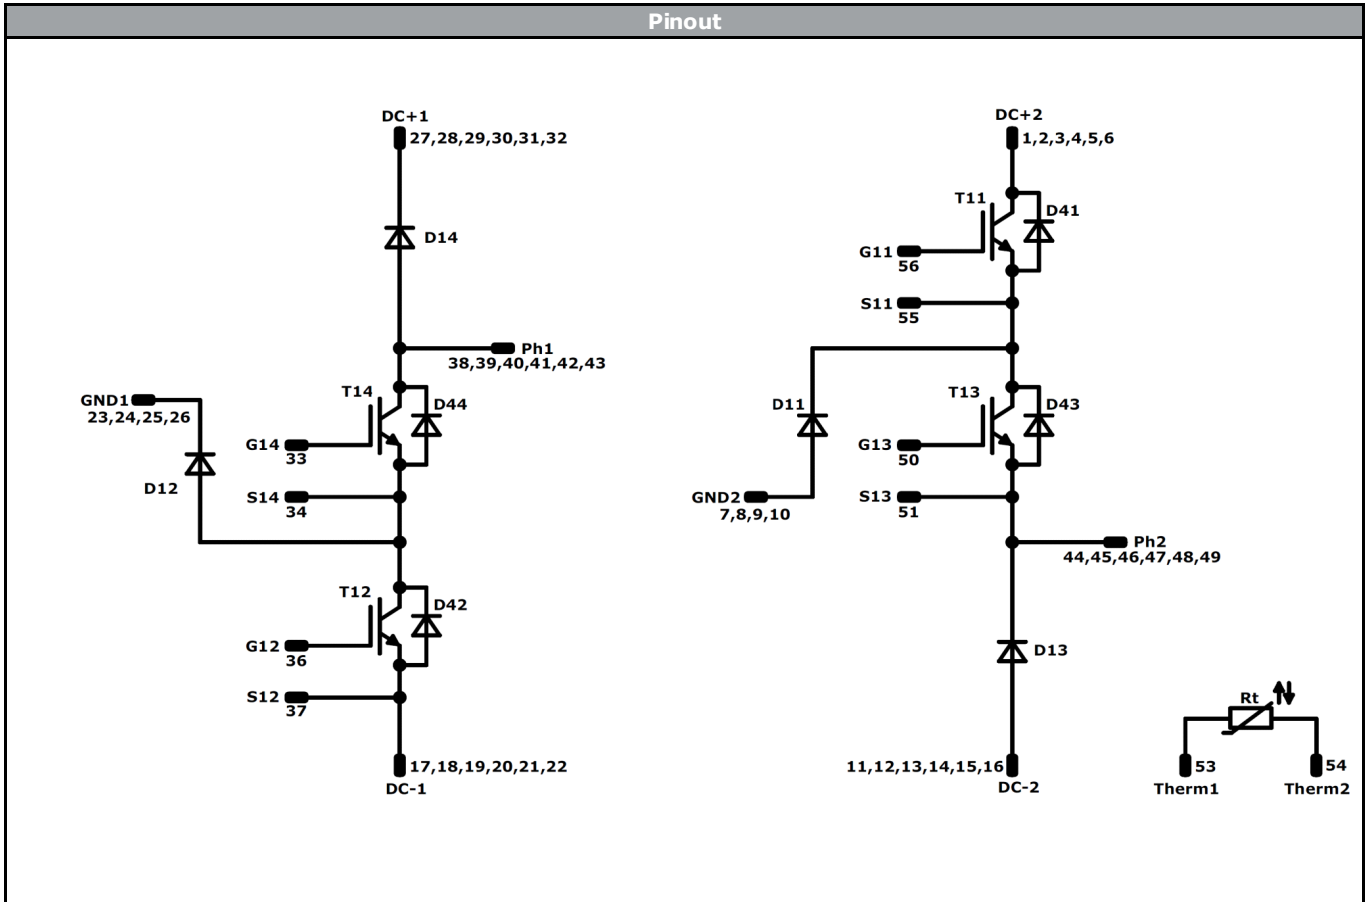 Pinout
DC+1
27,28,29,30,31,32
D14
Ph1
38,39,40,41,42,43
T14
D44
GND1
23,24,25,26
G14
33
D12
S14
34
T12
D42
G12
36
S12
37
17,18,19,20,21,22
DC-1
DC+2
1,2,3,4,5,6
T11
D41
G11
56
S11
55
T13
D43
D11
G13
50
GND2
7,8,9,10
S13
51
Ph2
44,45,46,47,48,49
D13
11,12,13,14,15,16
DC-2
Rt
53
Therm1
54
Therm2